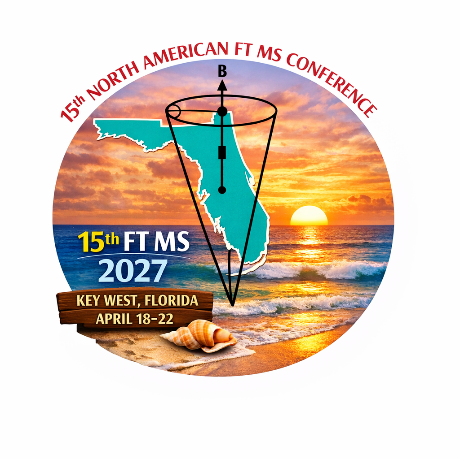 15th NORTH AMERICAN FT MS CONFERENCE
B
15th FT MS
2027
KEY WEST, FLORIDA
APRIL 18-22